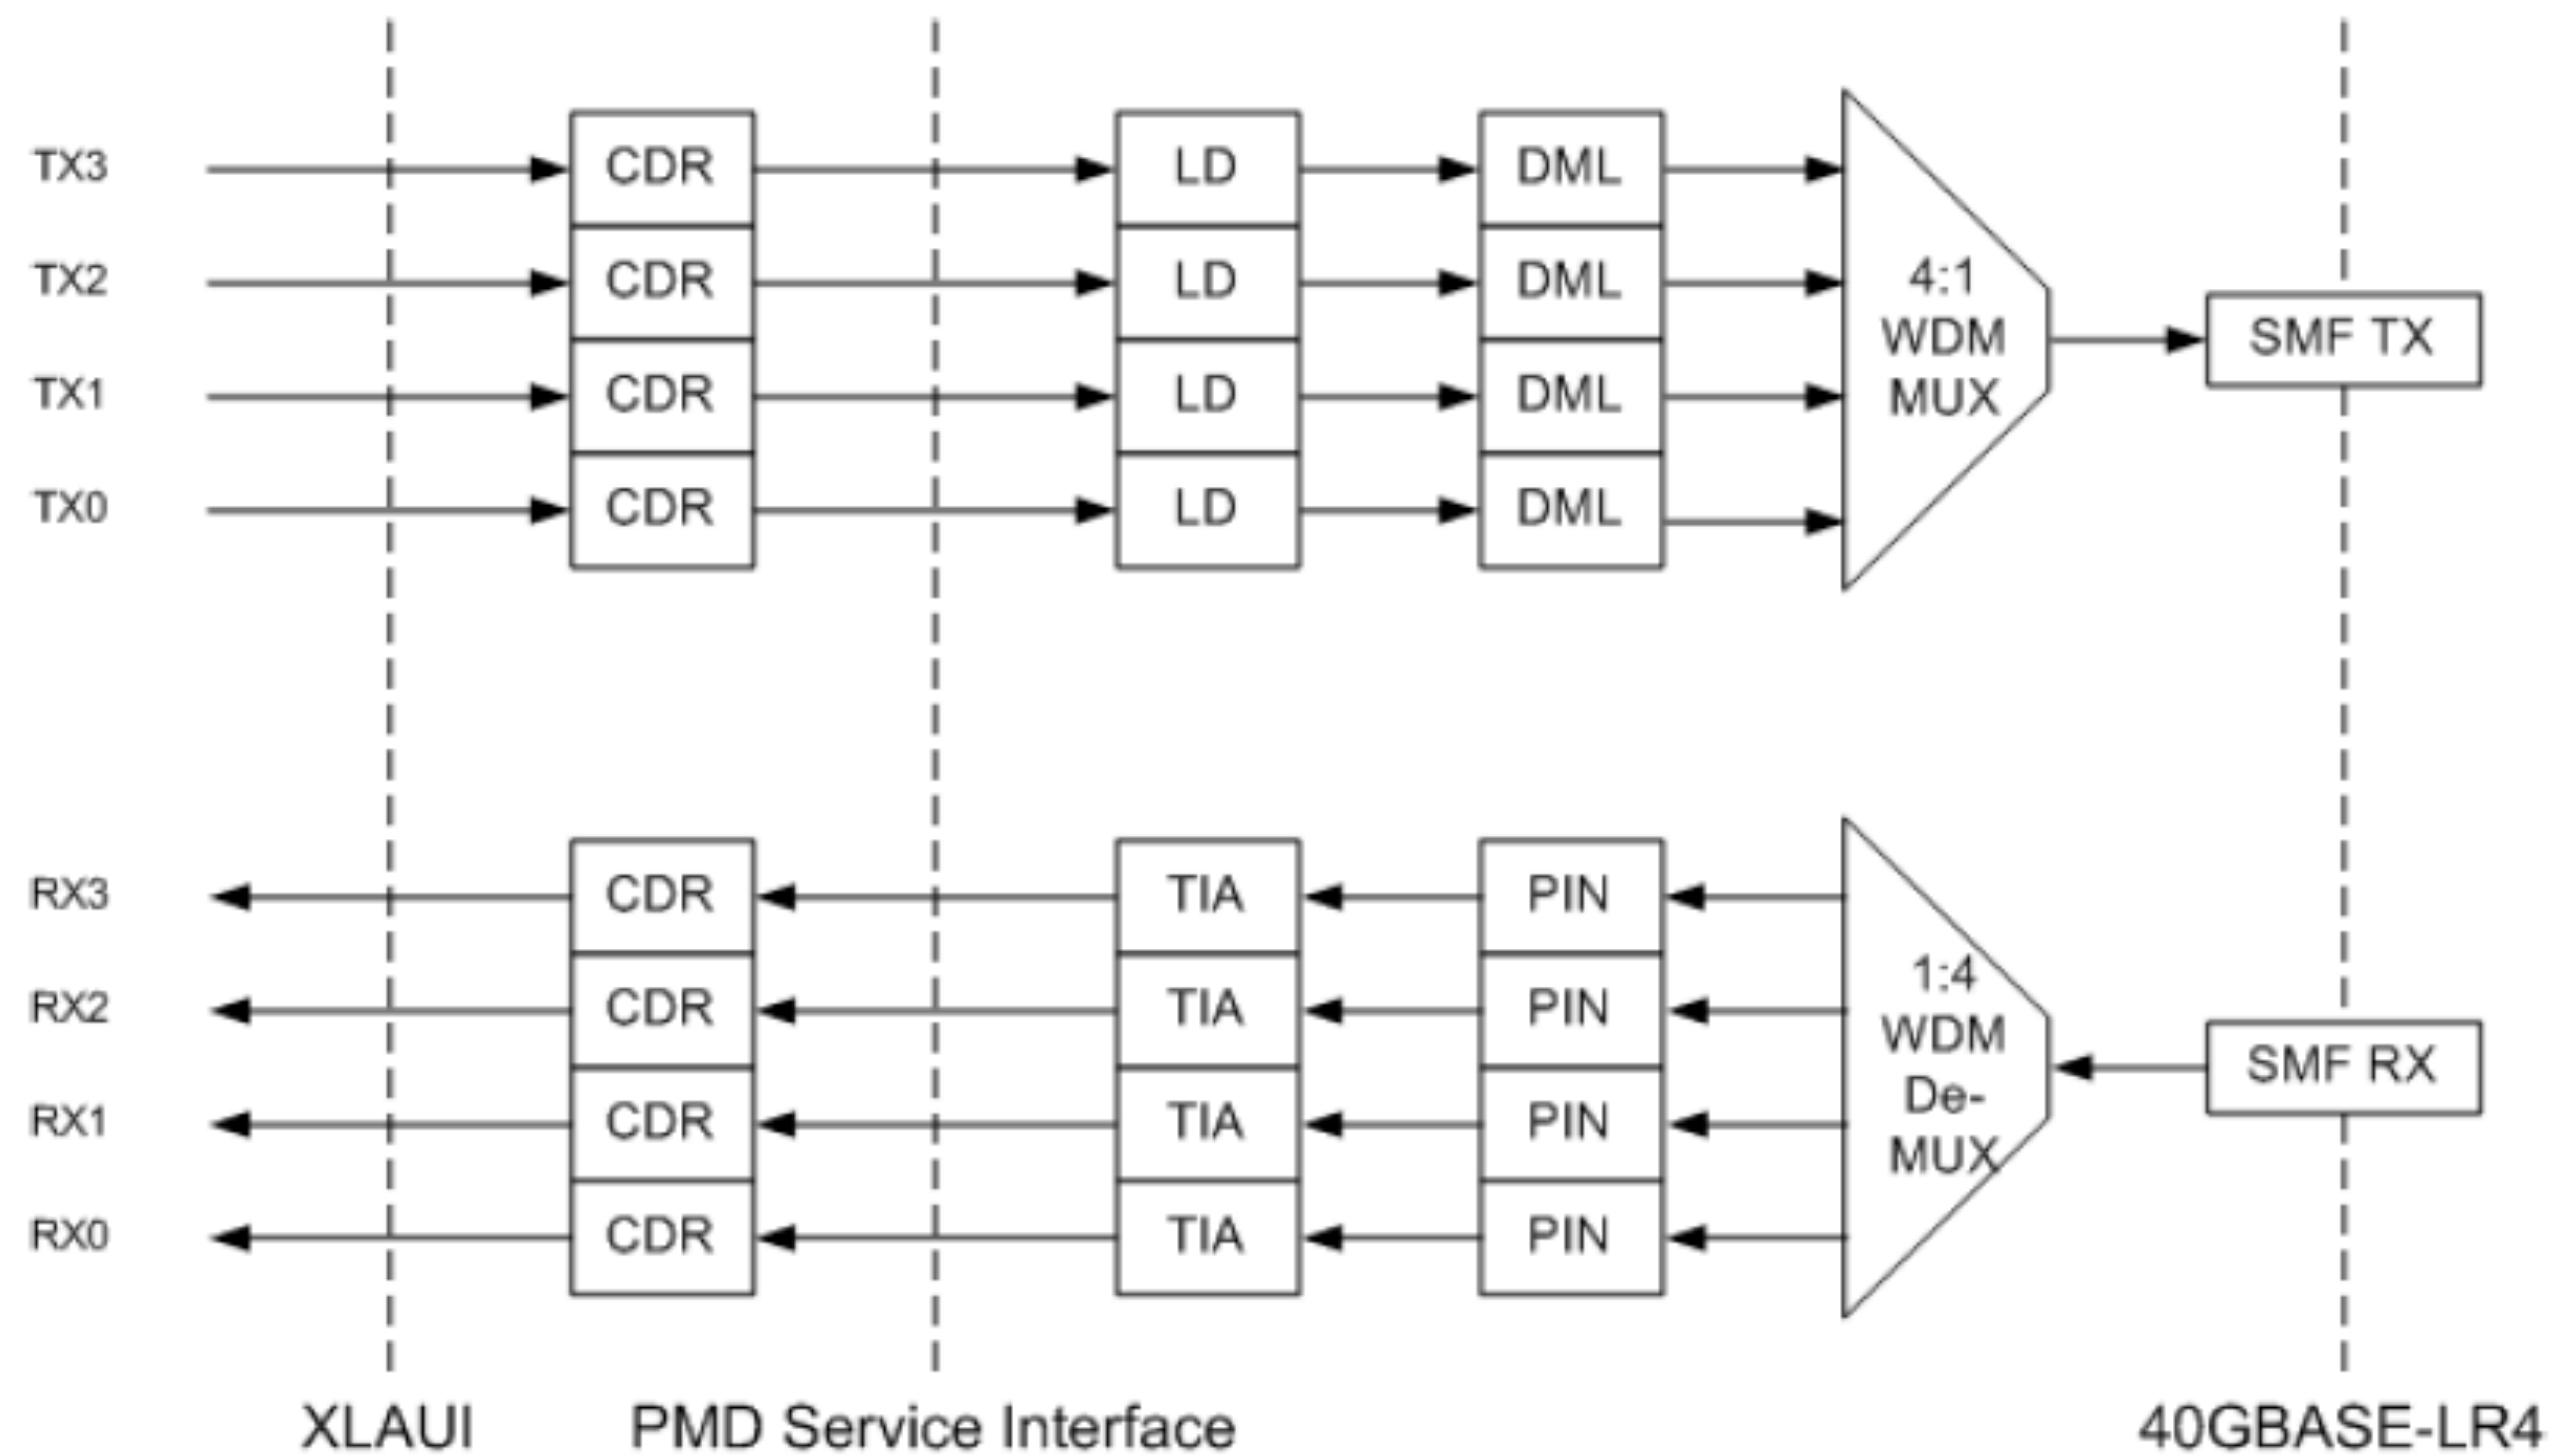 TX3 CDR LD DML
TX2 CDR LD DML
TX1 CDR LD DML
TX0 CDR LD DML
4:1
WDM
MUX
SMF TX
RX3 CDR TIA PIN
RX2 CDR TIA PIN
RX1 CDR TIA PIN
RX0 CDR TIA PIN
1:4
WDM
De-
MUX
SMF RX
XLAUI PMD Service Interface 40GBASE-LR4